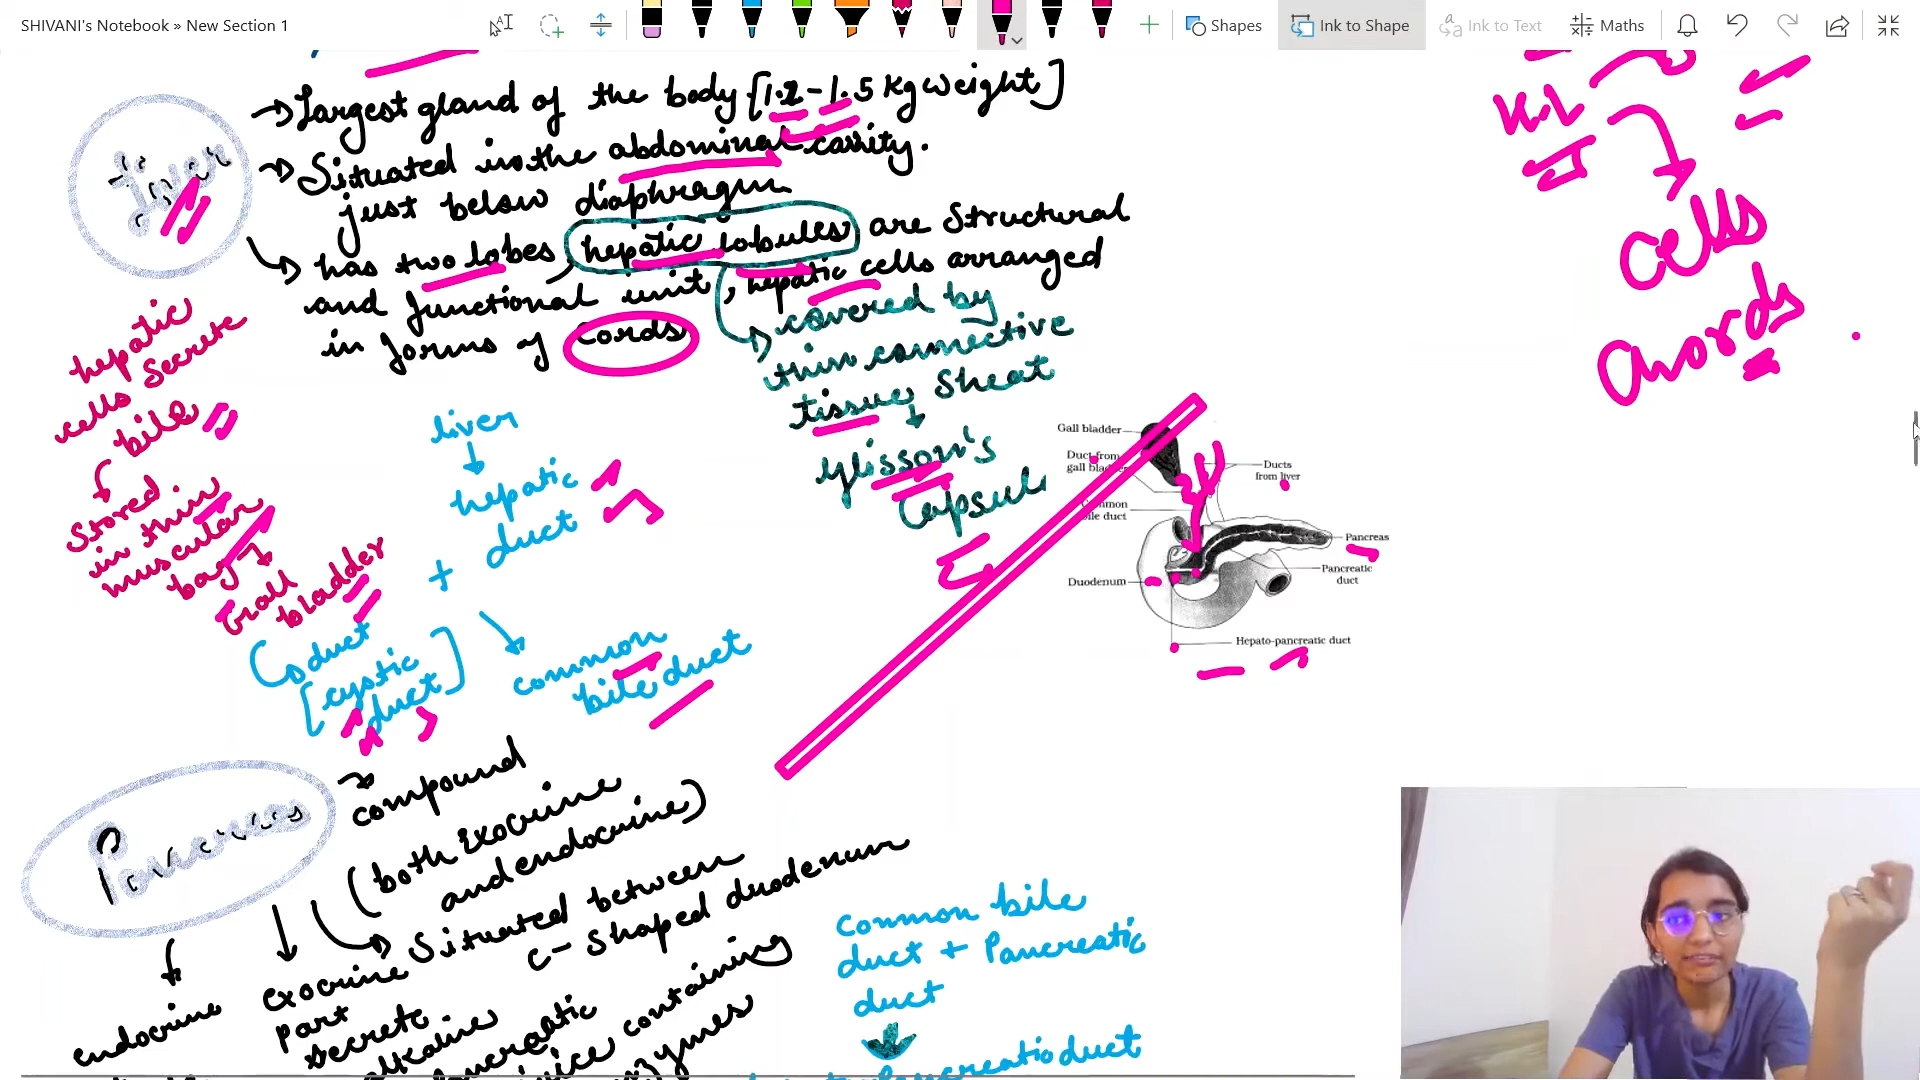 SHIVANI's Notebook » New Section 1
Shapes
Ink to Shape
Ink to Text
Maths
liver
→ Largest gland of the body [1.2-1.5 Kg weight]
→ Situated in the abdominal cavity.
just below diaphragm
→ has two lobes, hepatic lobules are structural
and functional unit, hepatic cells arranged
in forms of cords
covered by
thin connective
tissue Sheat
glisson's
Capsul
hepatic
cells secrete
bile
Stored
in thin
muscular
bag →
Gall
bladder
duct
[cystic
duct]
liver
hepatic
duct
+
common
bile duct
cells
Gall bladder
Duct from
Ducts
from liver
Pancreas
Pancreatic
duct
Duodenum
Hepato-pancreatic duct
Pancreas
→ compound
(both Exocrine
and endocrine)
→ Situated between
C- shaped duodenum
endocrine
exocrine
part
secrete
alkaline
containing
common bile
duct + Pancreatic
duct